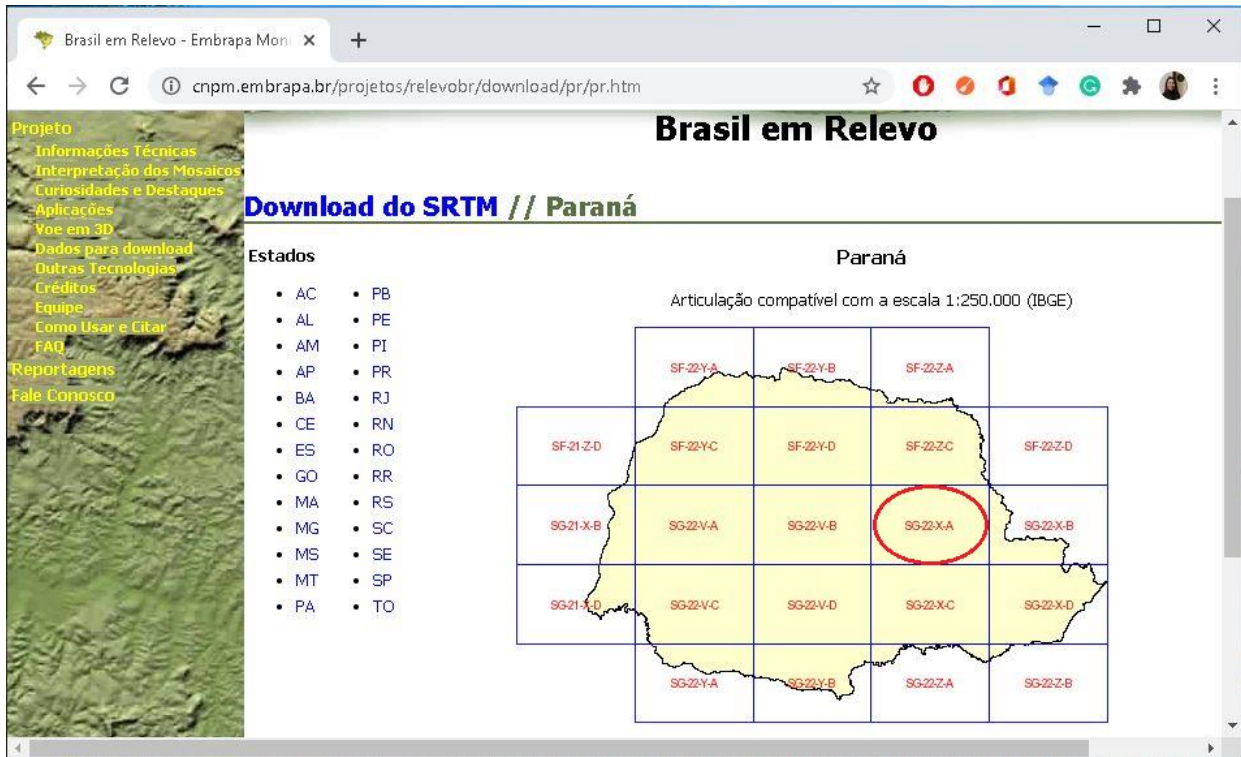 Brasil em Relevo - Embrapa Moni
cnpm.embrapa.br/projetos/relevobr/download/pr/pr.htm
Projeto
Informações Técnicas
Interpretação dos Mosaicos
Curiosidades e Destaques
Aplicações
Voe em 3D
Dados para download
Outras Tecnologias
Créditos
Equipe
Como Usar e Citar
FAQ
Reportagens
Fale Conosco
Brasil em Relevo
Download do SRTM // Paraná
Estados
AC
AL
AM
AP
BA
CE
ES
GO
MA
MG
MS
MT
PA
PB
PE
PI
PR
RJ
RN
RO
RR
RS
SC
SE
SP
TO
Paraná
Articulação compatível com a escala 1:250.000 (IBGE)
SF-22-Y-A SF-22-Y-B SF-22-Z-A
SF-21-Z-D SF-22-Y-C SF-22-Y-D SF-22-Z-C SF-22-Z-D
SG-21-X-B SG-22-V-A SG-22-V-B SG-22-X-A SG-22-X-B
SG-21-X-D SG-22-V-C SG-22-V-D SG-22-X-C SG-22-X-D
SG-22-Y-A SG-22-Y-B SG-22-Z-A SG-22-Z-B